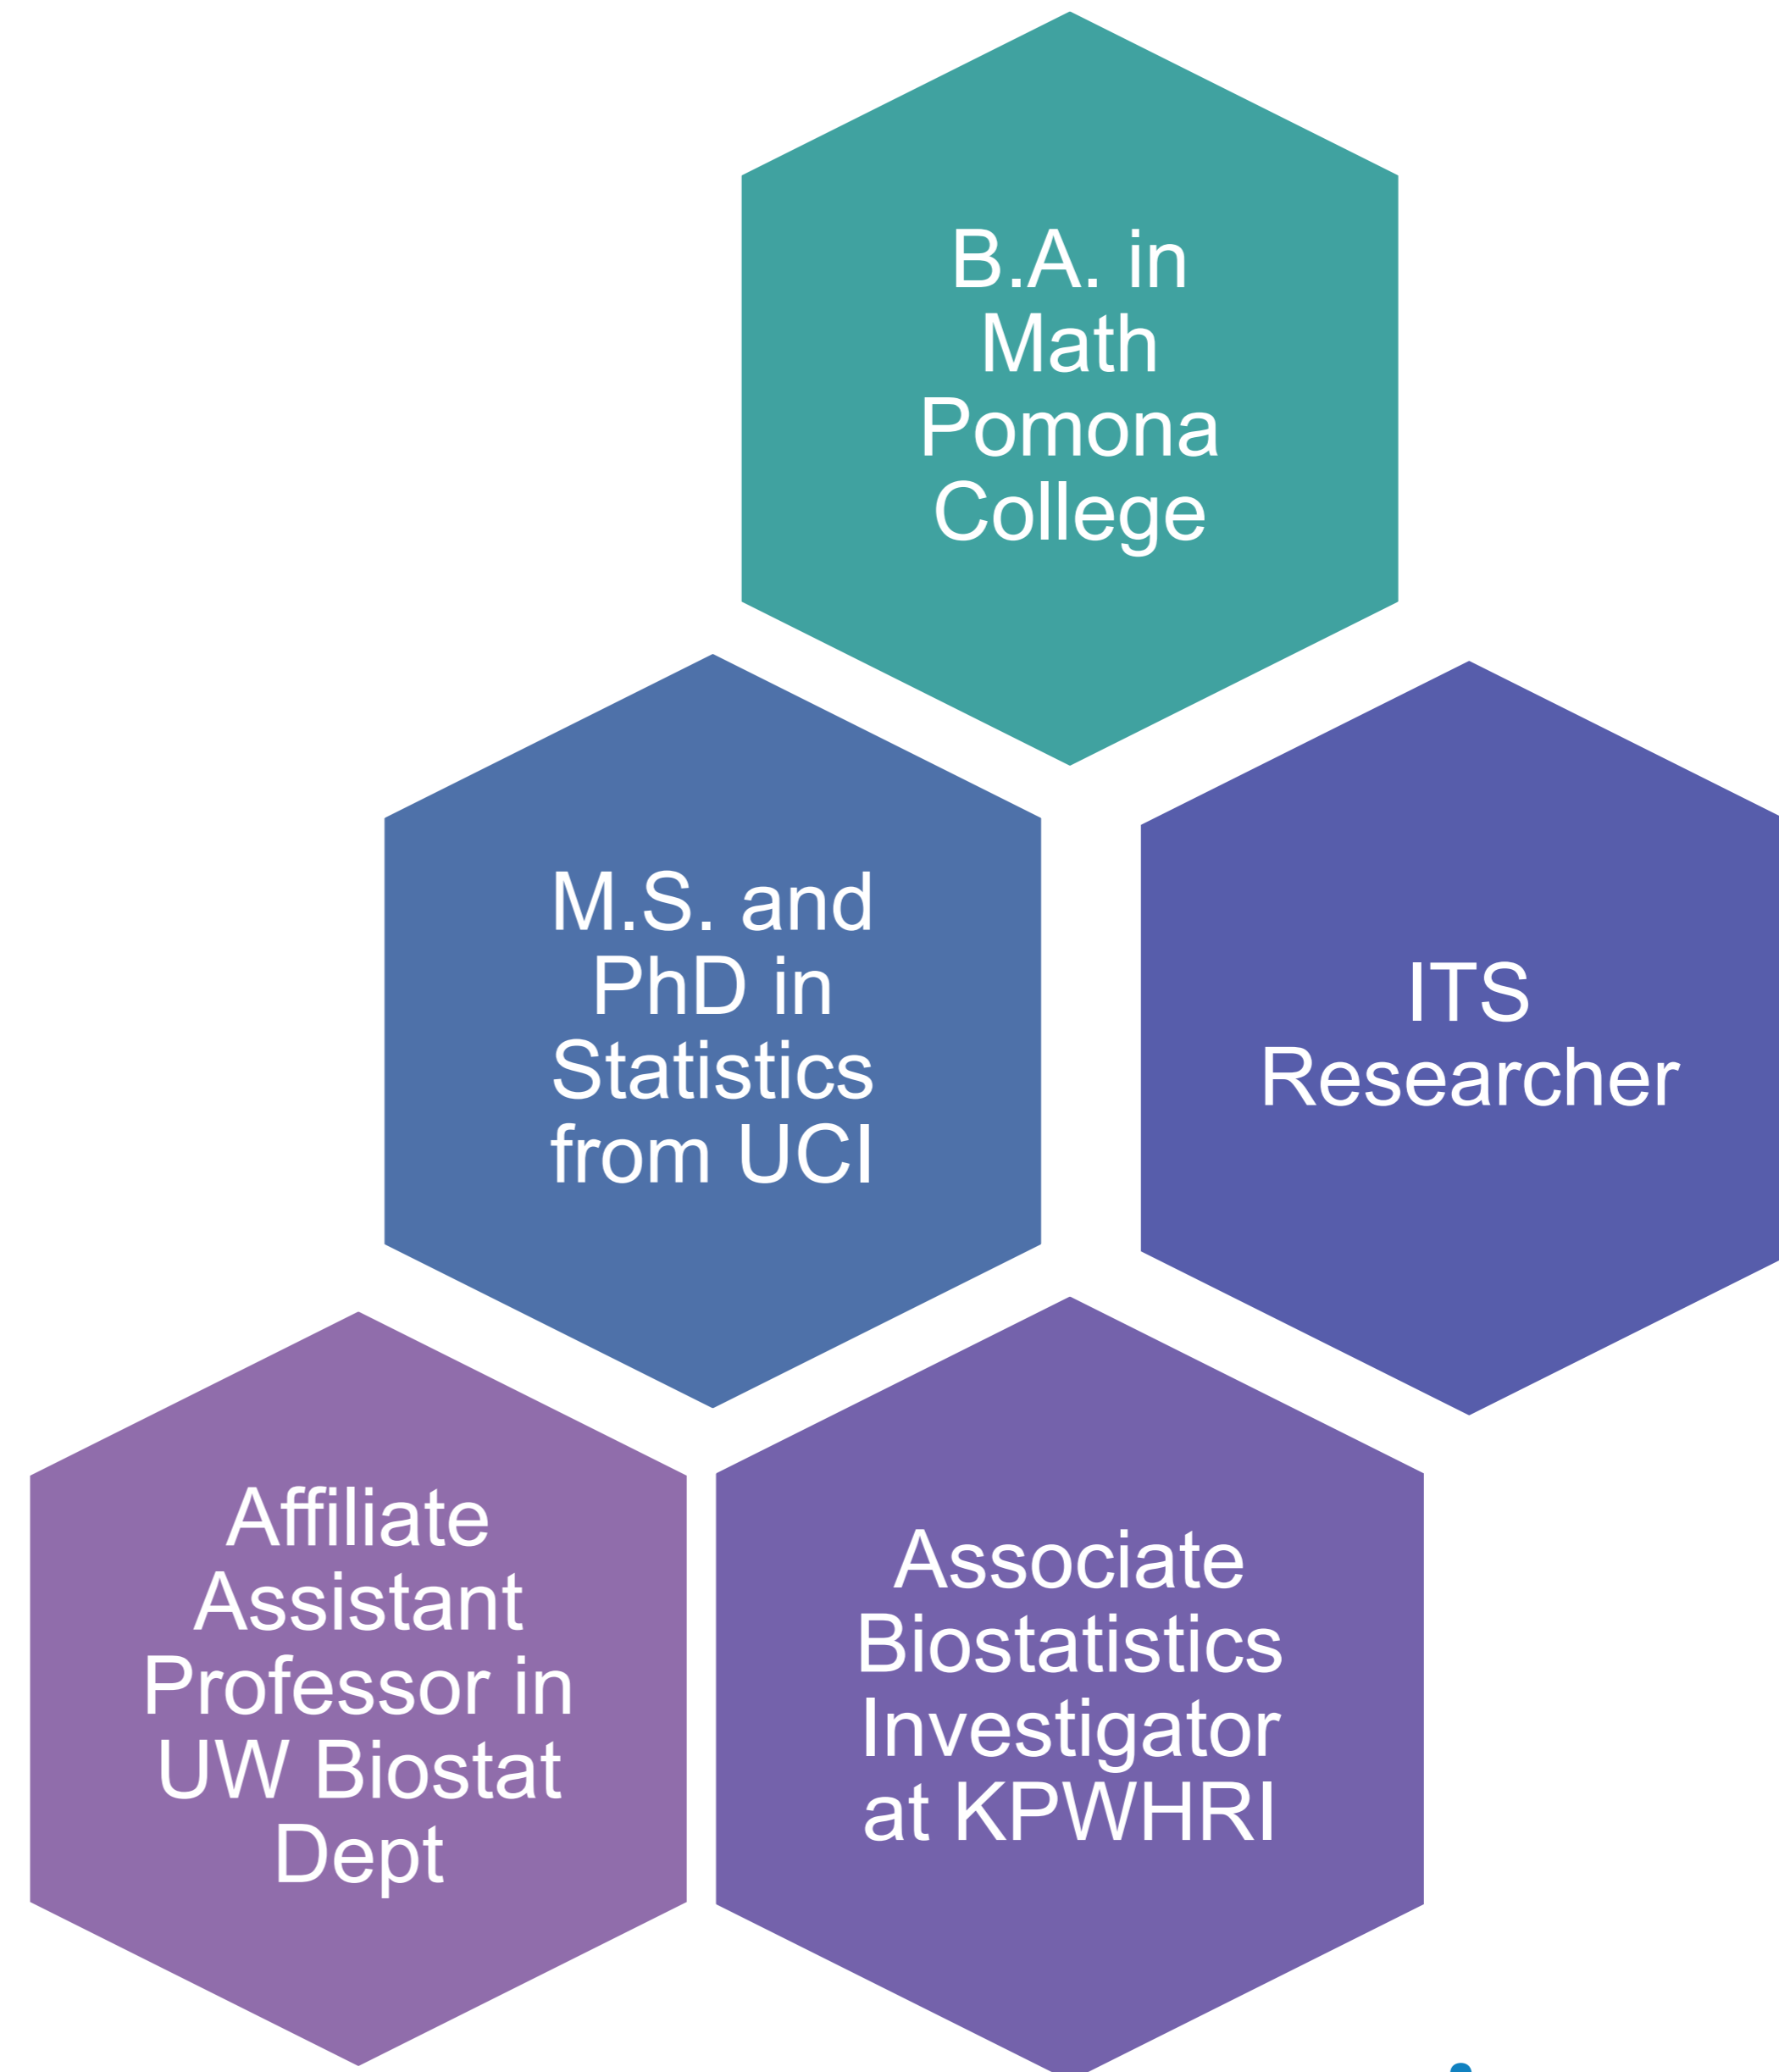 B.A. in
Math
Pomona
College
M.S. and
PhD in
Statistics
from UCI
ITS
Researcher
Affiliate
Assistant
Professor in
UW Biostat
Dept
Associate
Biostatistics
Investigator
at KPWHRI